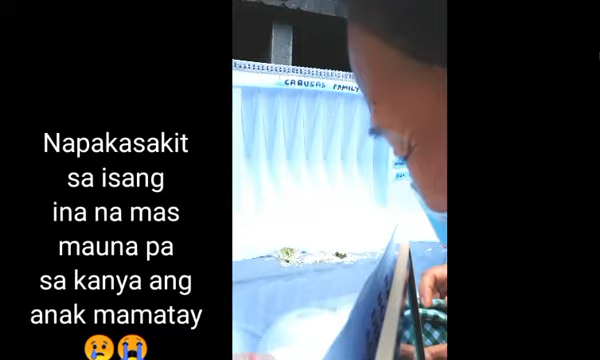 Napakasakit
sa isang
ina na mas
mauna pa
sa kanya ang
anak mamatay
😢😭
CABUSAS FAMILY